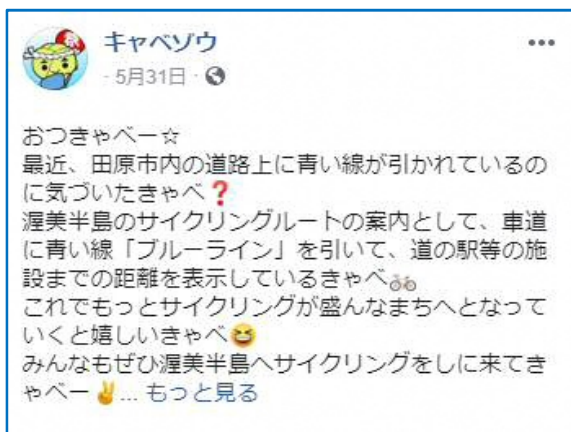 キャベゾウ
· 5月31日 ·
おつきゃべー☆
最近、田原市内の道路上に青い線が引かれているの
に気づいたきゃべ❓
渥美半島のサイクリングルートの案内として、車道
に青い線「ブルーライン」を引いて、道の駅等の施
設までの距離を表示しているきゃべ🚲
これでもっとサイクリングが盛んなまちへとなって
いくと嬉しいきゃべ😆
みんなもぜひ渥美半島へサイクリングをしに来てき
ゃべー✌... もっと見る